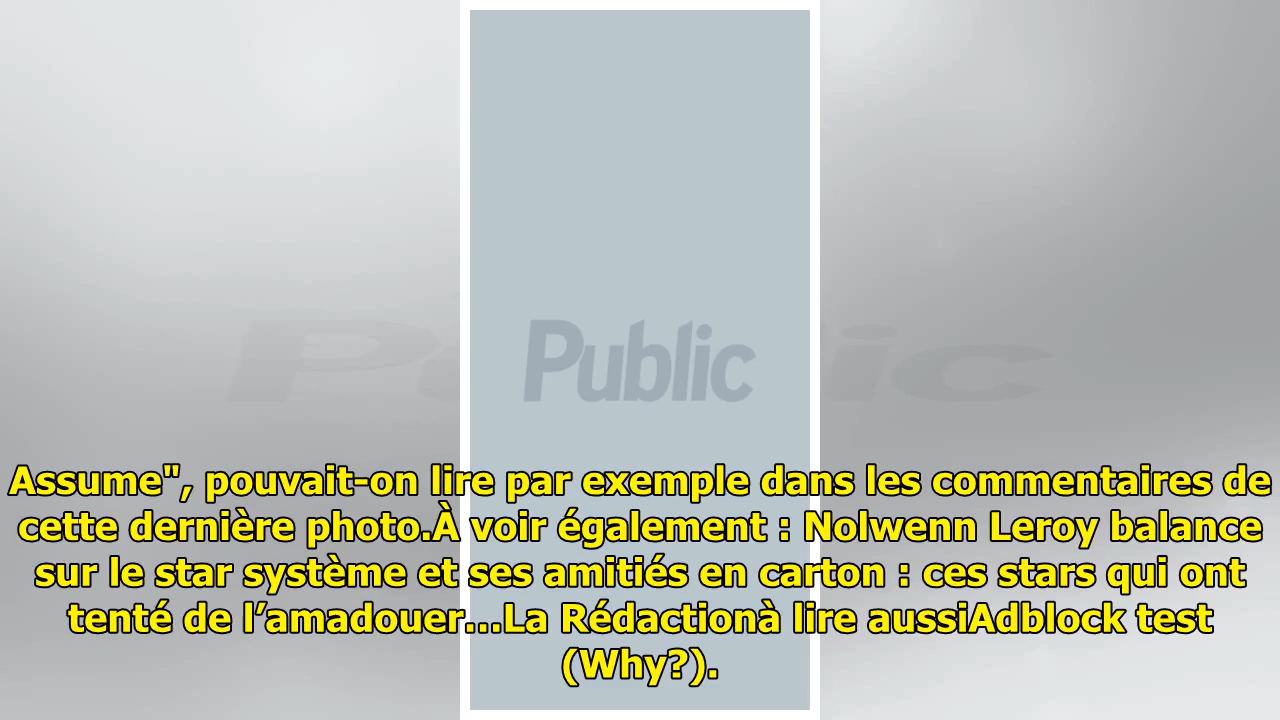 Public
Assume", pouvait-on lire par exemple dans les commentaires de
cette dernière photo.À voir également : Nolwenn Leroy balance
sur le star système et ses amitiés en carton : ces stars qui ont
tenté de l’amadouer...La Rédactionà lire aussiAdblock test
(Why?).